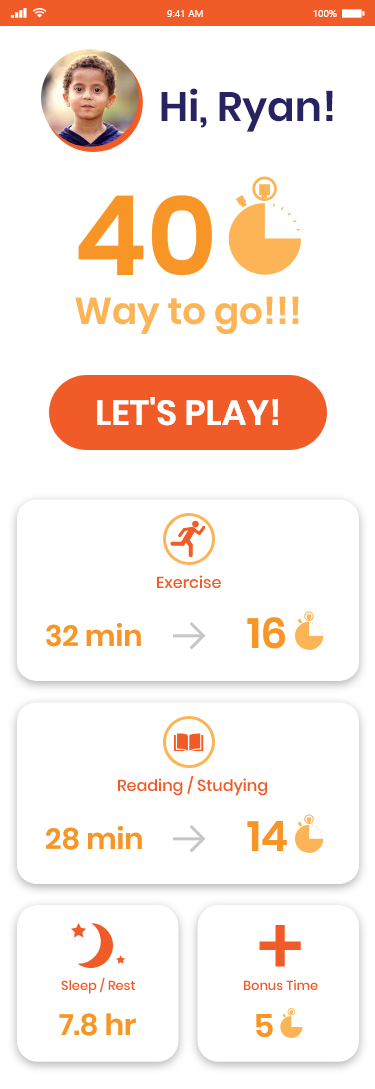 9:41 AM 100%
Hi, Ryan!
40
Way to go!!!
LET'S PLAY!
Exercise
32 min 16
Reading / Studying
28 min 14
Sleep / Rest Bonus Time
7.8 hr 5